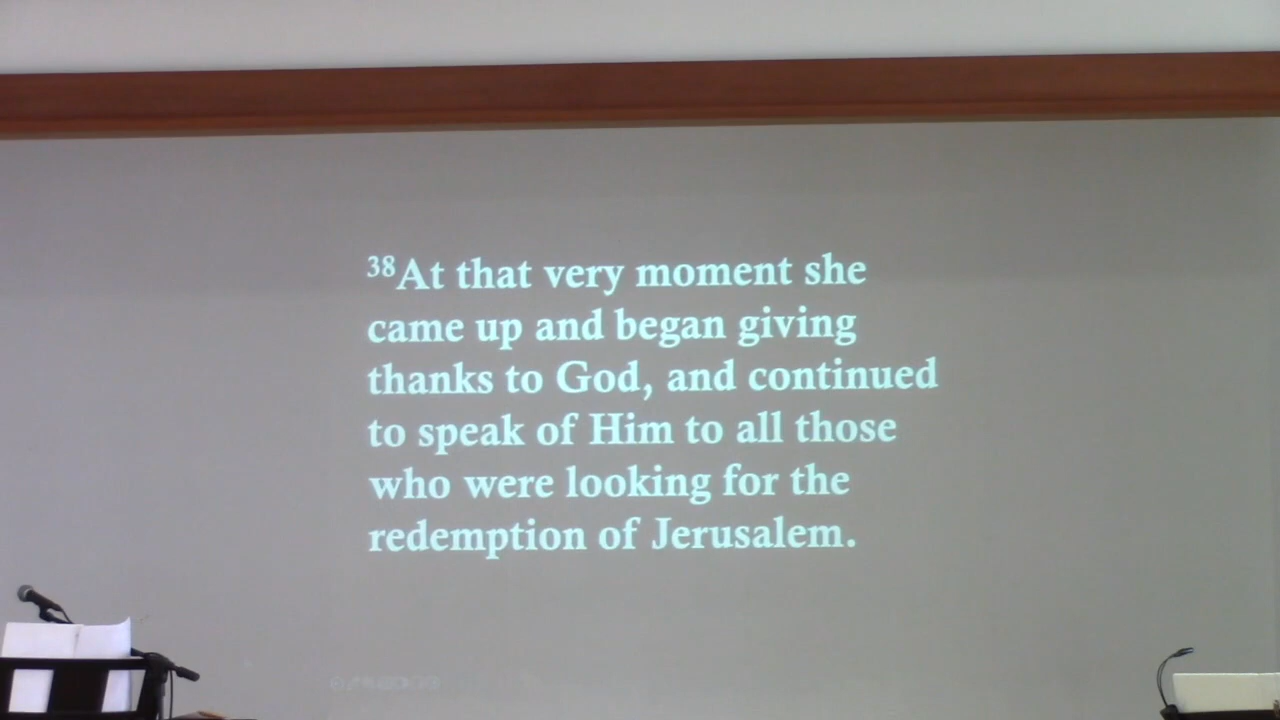 ³⁸At that very moment she
came up and began giving
thanks to God, and continued
to speak of Him to all those
who were looking for the
redemption of Jerusalem.